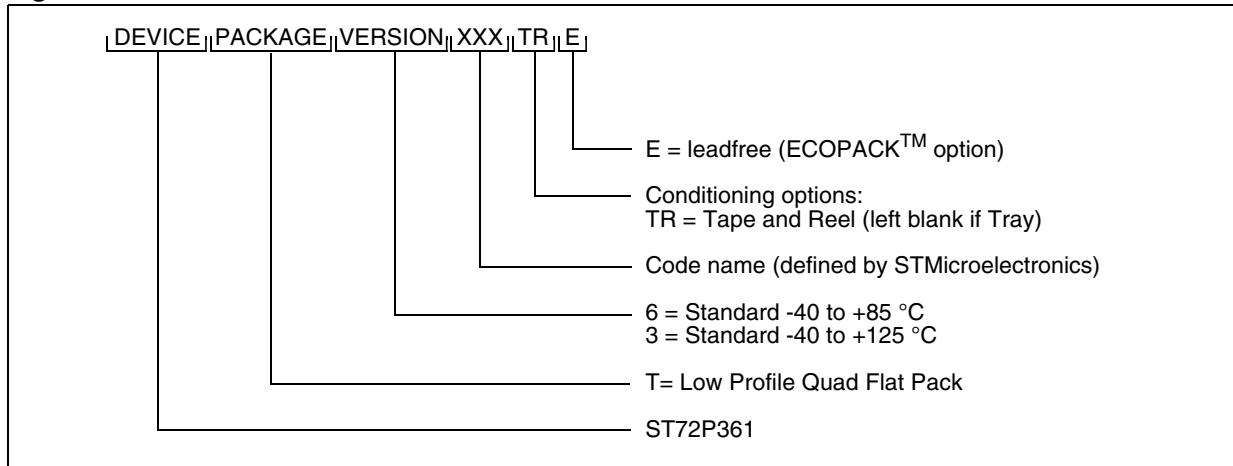 DEVICE PACKAGE VERSION XXX TR E
E = leadfree (ECOPACK™ option)
Conditioning options:
TR = Tape and Reel (left blank if Tray)
Code name (defined by STMicroelectronics)
6 = Standard -40 to +85 °C
3 = Standard -40 to +125 °C
T= Low Profile Quad Flat Pack
ST72P361